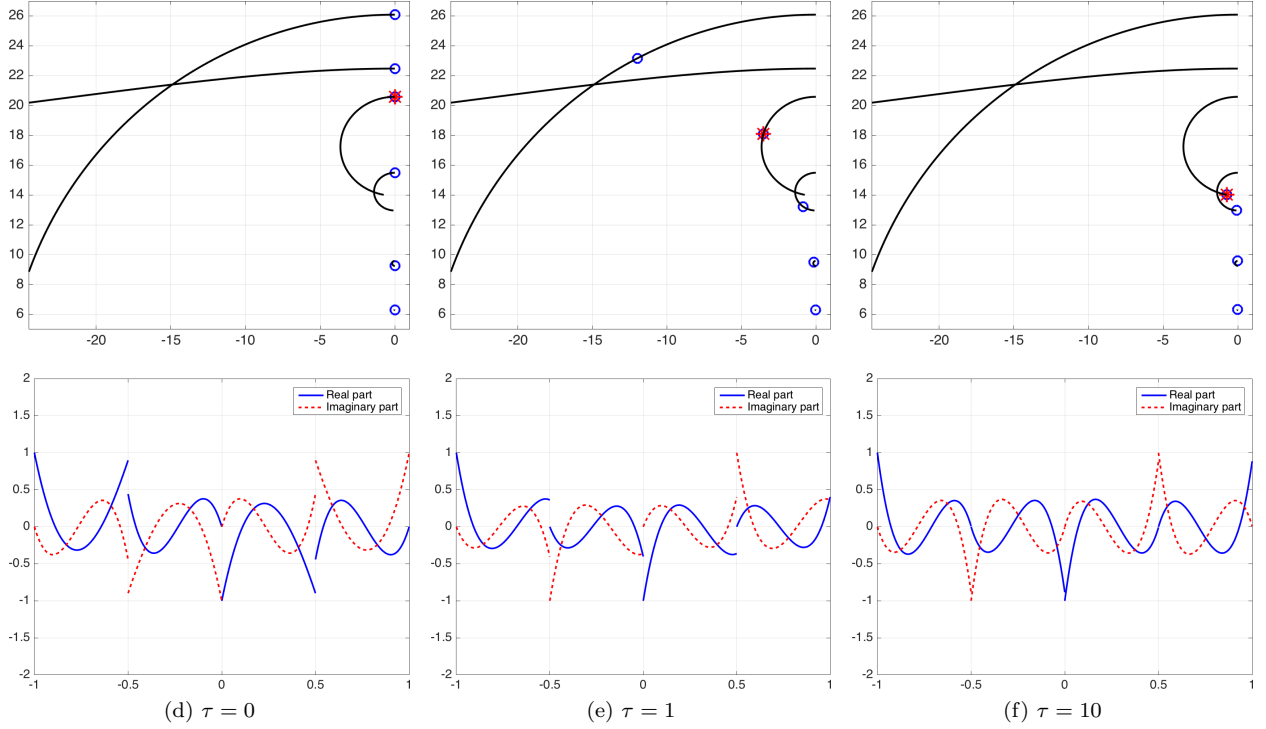 26 26 26
24 24 24
22 22 22
20 20 20
18 18 18
16 16 16
14 14 14
12 12 12
10 10 10
8 8 8
6 6 6
-20 -15 -10 -5 0 -20 -15 -10 -5 0 -20 -15 -10 -5 0
2 2 2
Real part Real part Real part
Imaginary part Imaginary part Imaginary part
1.5 1.5 1.5
1 1 1
0.5 0.5 0.5
0 0 0
-0.5 -0.5 -0.5
-1 -1 -1
-1.5 -1.5 -1.5
-2 -2 -2
-1 -0.5 0 0.5 1 -1 -0.5 0 0.5 1 -1 -0.5 0 0.5 1
(d) τ = 0 (e) τ = 1 (f) τ = 10